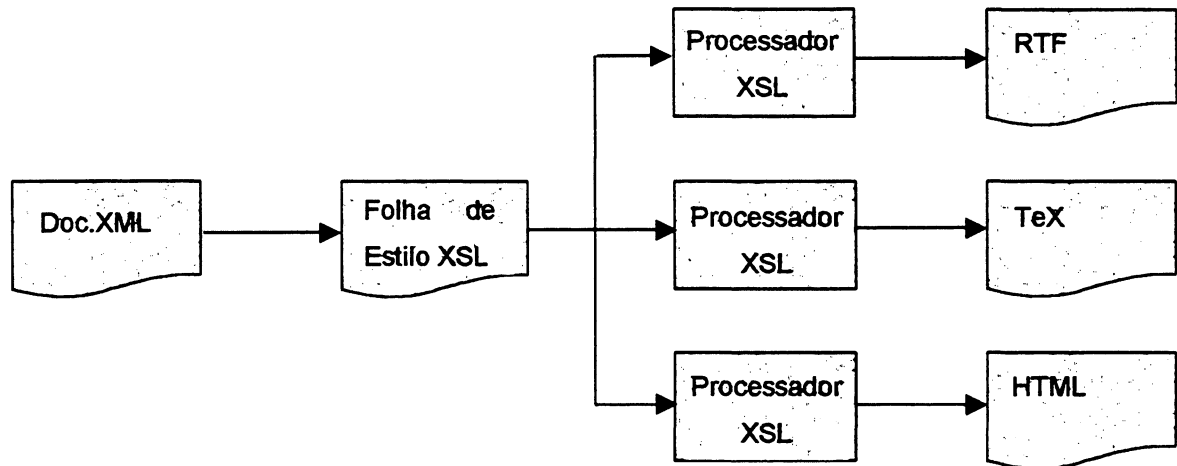 Processador
XSL
RTF
Doc.XML
Folha de
Estilo XSL
Processador
XSL
TeX
Processador
XSL
HTML